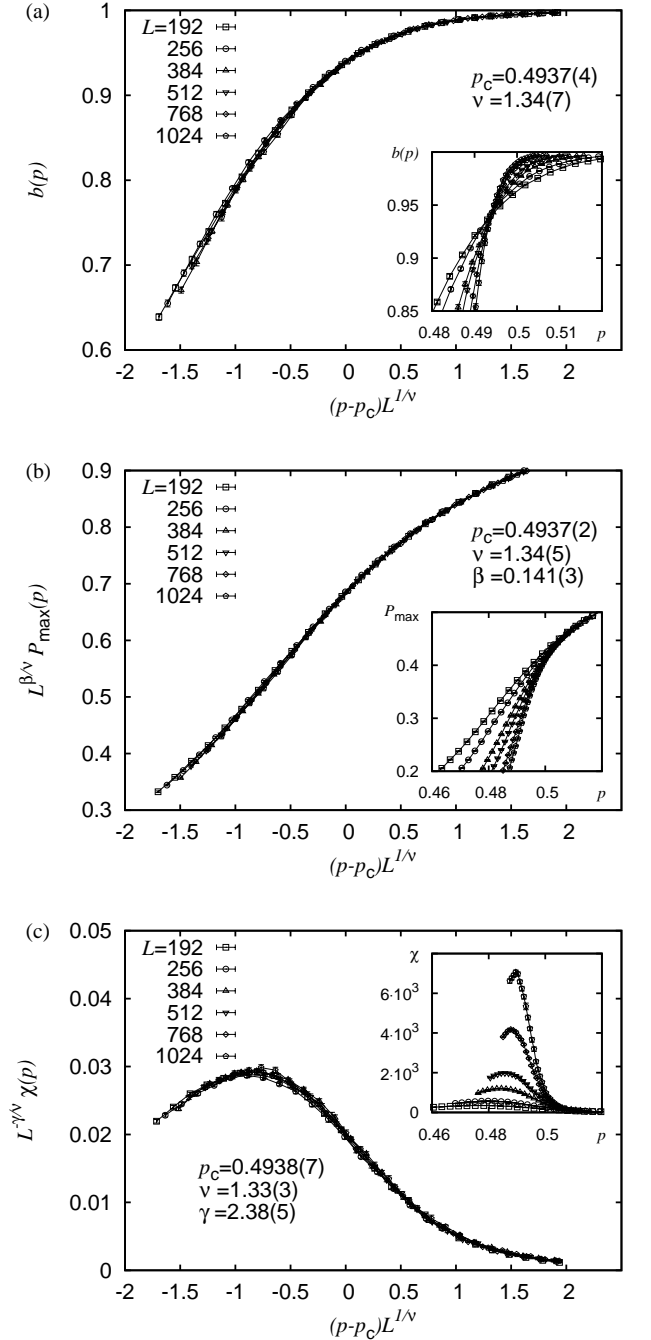 (a)
1
0.9
0.8
0.7
0.6
b(p)
L=192
256
384
512
768
1024
p_c=0.4937(4)
ν =1.34(7)
b(p)
0.95
0.9
0.85
0.48 0.49 0.5 0.51 p
-2 -1.5 -1 -0.5 0 0.5 1 1.5 2
(p-p_c)L^{1/ν}
(b)
0.9
0.8
0.7
0.6
0.5
0.4
0.3
L^{β/ν} P_max(p)
L=192
256
384
512
768
1024
p_c=0.4937(2)
ν =1.34(5)
β =0.141(3)
P_max
0.4
0.3
0.2
0.46 0.48 0.5 p
-2 -1.5 -1 -0.5 0 0.5 1 1.5 2
(p-p_c)L^{1/ν}
(c)
0.05
0.04
0.03
0.02
0.01
0
L^{-γ/ν} χ(p)
L=192
256
384
512
768
1024
p_c=0.4938(7)
ν =1.33(3)
γ =2.38(5)
χ
6·10³
4·10³
2·10³
0
0.46 0.48 0.5 p
-2 -1.5 -1 -0.5 0 0.5 1 1.5 2
(p-p_c)L^{1/ν}